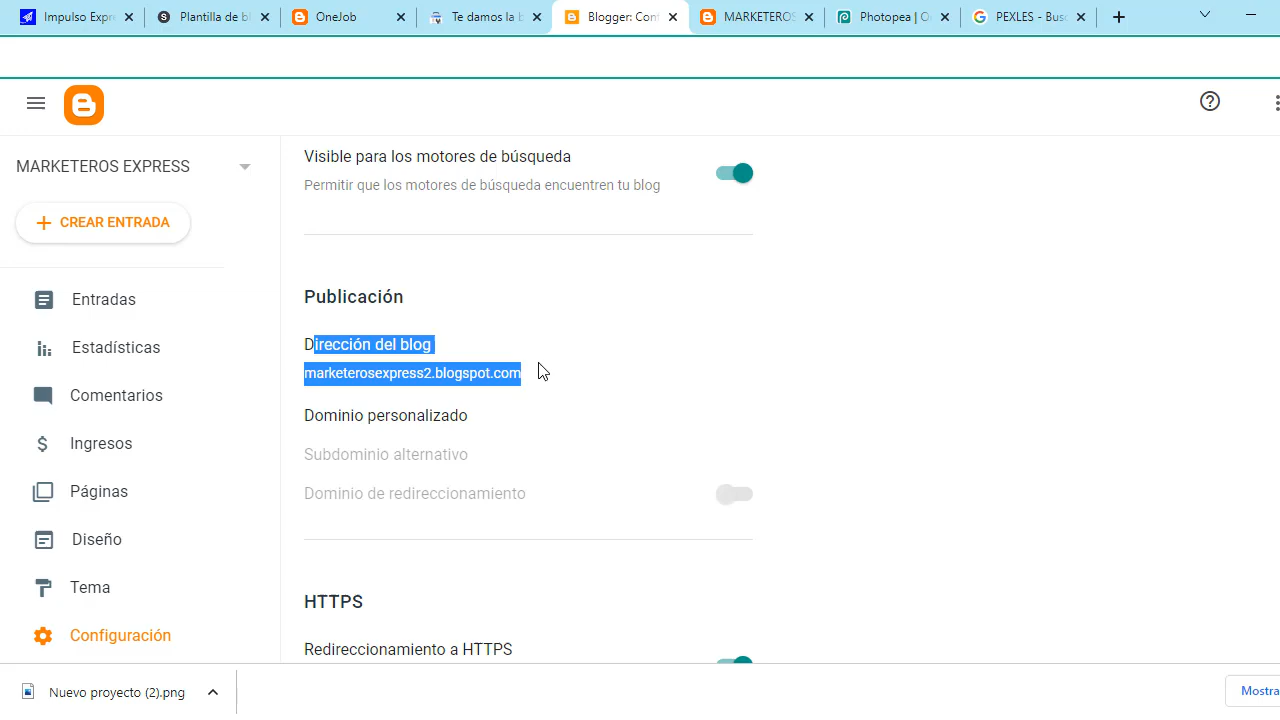 Impulso Expr
Plantilla de bl
OneJob
Te damos la b
Blogger: Conf
MARKETEROS
Photopea | O
PEXLES - Busc
MARKETEROS EXPRESS
CREAR ENTRADA
Entradas
Estadísticas
Comentarios
Ingresos
Páginas
Diseño
Tema
Configuración
Visible para los motores de búsqueda
Permitir que los motores de búsqueda encuentren tu blog
Publicación
Dirección del blog
marketerosexpress2.blogspot.com
Dominio personalizado
Subdominio alternativo
Dominio de redireccionamiento
HTTPS
Redireccionamiento a HTTPS
Nuevo proyecto (2).png
Mostra